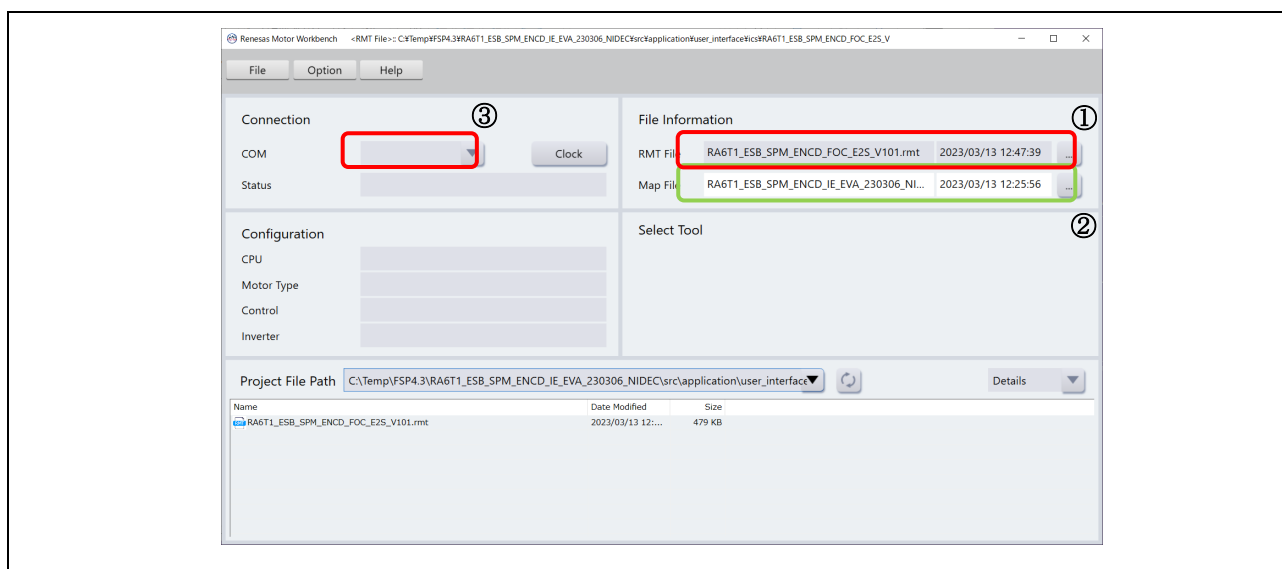 Renesas Motor Workbench <RMT File>:: C:¥Temp¥FSP4.3¥RA6T1_ESB_SPM_ENCD_IE_EVA_230306_NIDEC¥src¥application¥user_interface¥ics¥RA6T1_ESB_SPM_ENCD_FOC_E2S_V
File Option Help
Connection
③
COM
Clock
Status
File Information
①
RMT File RA6T1_ESB_SPM_ENCD_FOC_E2S_V101.rmt 2023/03/13 12:47:39 ...
Map File RA6T1_ESB_SPM_ENCD_IE_EVA_230306_NI... 2023/03/13 12:25:56 ...
Configuration
CPU
Motor Type
Control
Inverter
Select Tool
②
Project File Path C:\Temp\FSP4.3\RA6T1_ESB_SPM_ENCD_IE_EVA_230306_NIDEC\src\application\user_interface Details
Name Date Modified Size
RA6T1_ESB_SPM_ENCD_FOC_E2S_V101.rmt 2023/03/13 12:... 479 KB